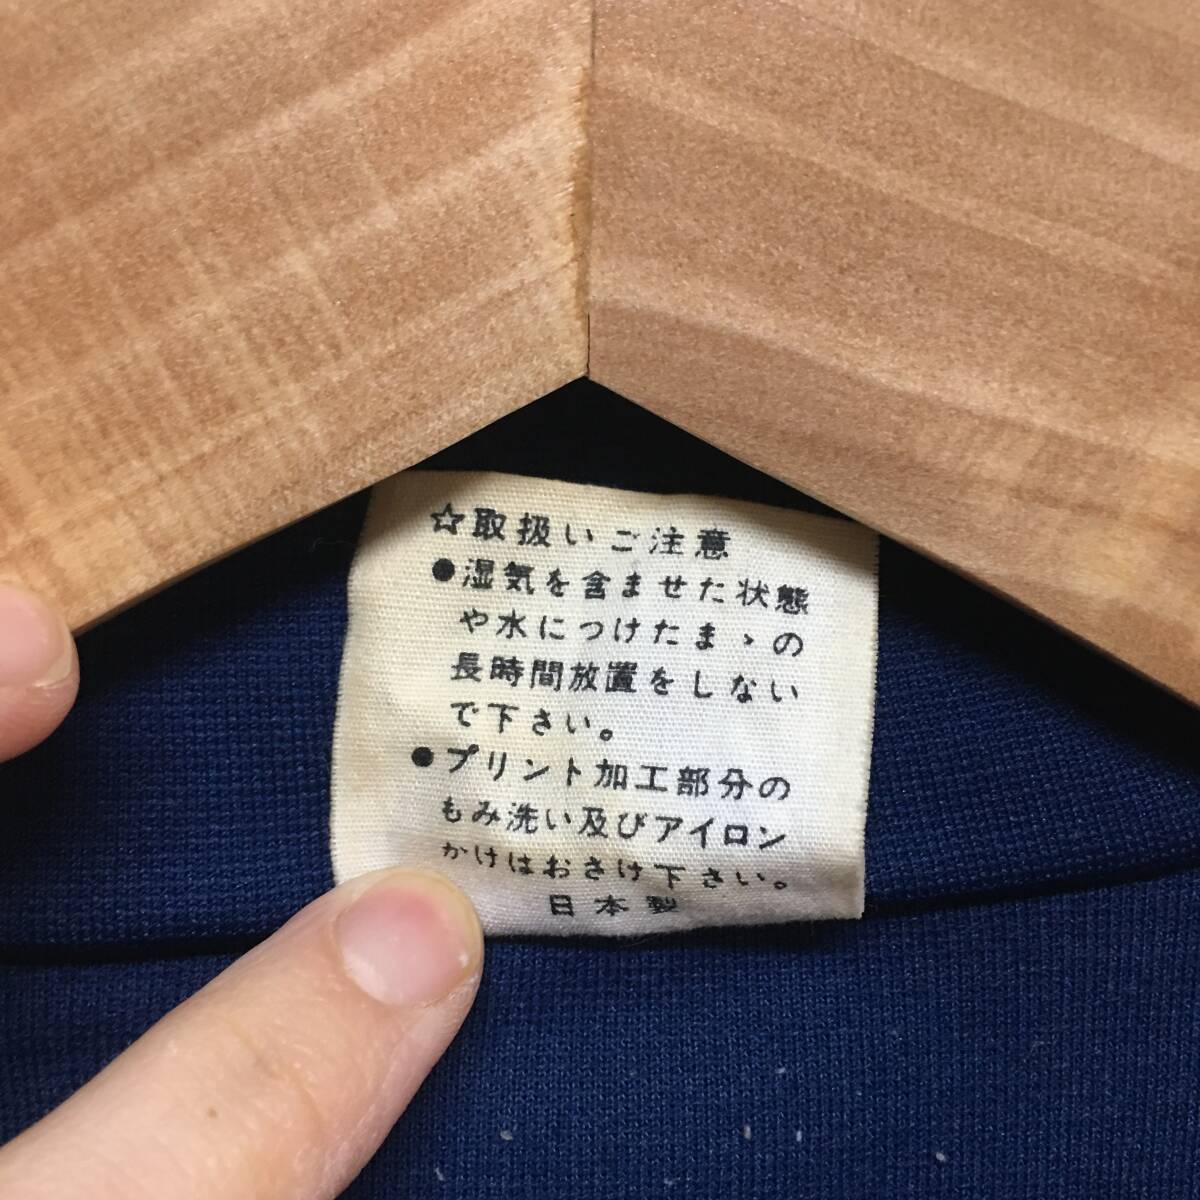 ☆取扱いご注意
●湿気を含ませた状態
や水につけたまゝの
長時間放置をしない
で下さい。
●プリント加工部分の
もみ洗い及びアイロン
かけはおさけ下さい。
日本製